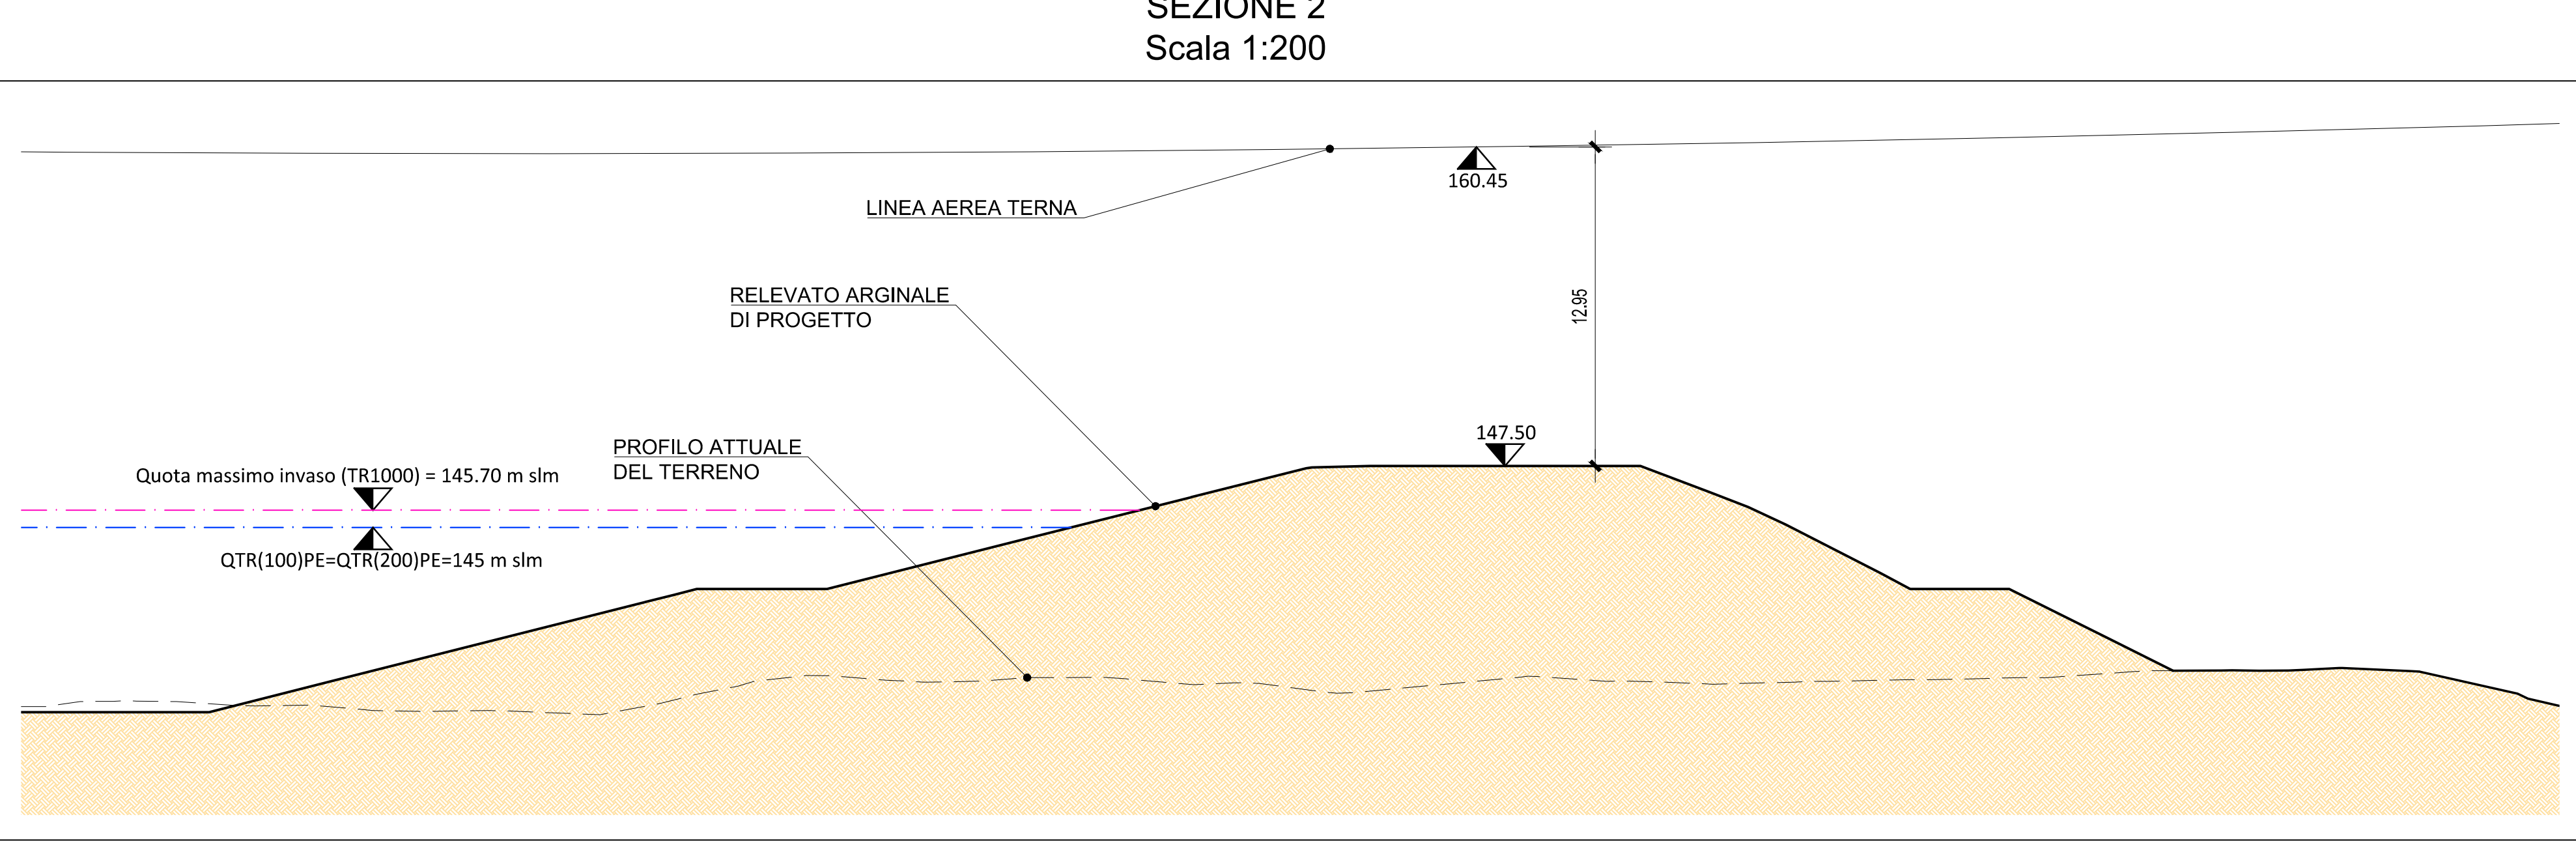 SEZIONE 2
Scala 1:200
160.45
LINEA AEREA TERNA
RELEVATO ARGINALE
DI PROGETTO
12.95
147.50
PROFILO ATTUALE
DEL TERRENO
Quota massimo invaso (TR1000) = 145.70 m slm
QTR(100)PE=QTR(200)PE=145 m slm